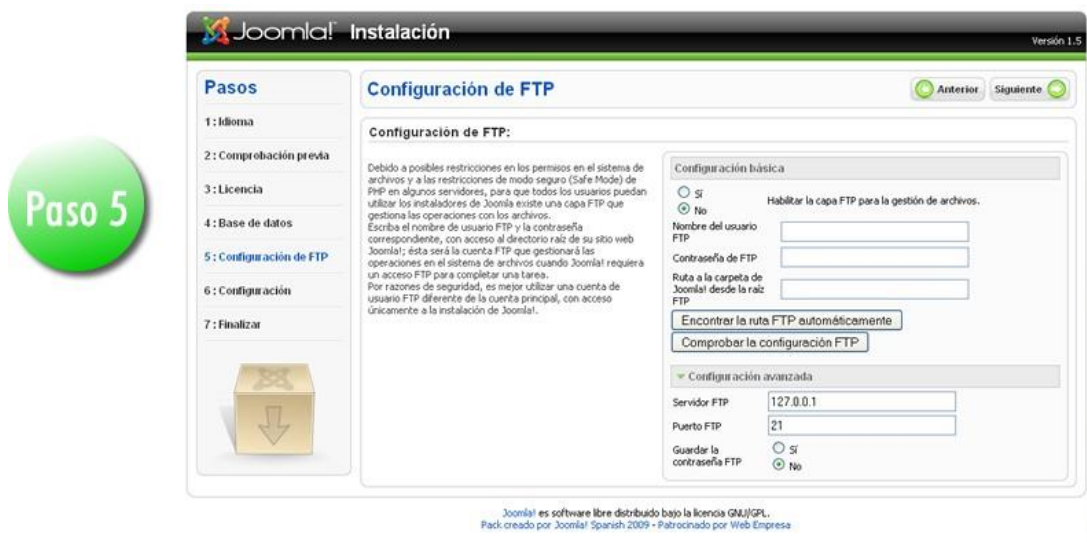 Joomla! Instalación
Versión 1.5
Paso 5
Pasos
1 : Idioma
2 : Comprobación previa
3 : Licencia
4 : Base de datos
5 : Configuración de FTP
6 : Configuración
7 : Finalizar
Configuración de FTP
Anterior
Siguiente
Configuración de FTP:
Debido a posibles restricciones en los permisos en el sistema de
archivos y a las restricciones de modo seguro (Safe Mode) de
PHP en algunos servidores, para que todos los usuarios puedan
utilizar los instaladores de Joomla existe una capa FTP que
gestiona las operaciones con los archivos.
Escriba el nombre de usuario FTP y la contraseña
correspondiente, con acceso al directorio raíz de su sitio web
Joomla!; ésta será la cuenta FTP que gestionará las
operaciones en el sistema de archivos cuando Joomla! requiera
un acceso FTP para completar una tarea.
Por razones de seguridad, es mejor utilizar una cuenta de
usuario FTP diferente de la cuenta principal, con acceso
únicamente a la instalación de Joomla!.
Configuración básica
Sí
No
Habilitar la capa FTP para la gestión de archivos.
Nombre del usuario
FTP
Contraseña de FTP
Ruta a la carpeta de
Joomla! desde la raíz
FTP
Encontrar la ruta FTP automáticamente
Comprobar la configuración FTP
Configuración avanzada
Servidor FTP
127.0.0.1
Puerto FTP
21
Guardar la
contraseña FTP
Sí
No
Joomla! es software libre distribuido bajo la licencia GNU/GPL.
Pack creado por Joomla! Spanish 2009 - Patrocinado por Web Empresa